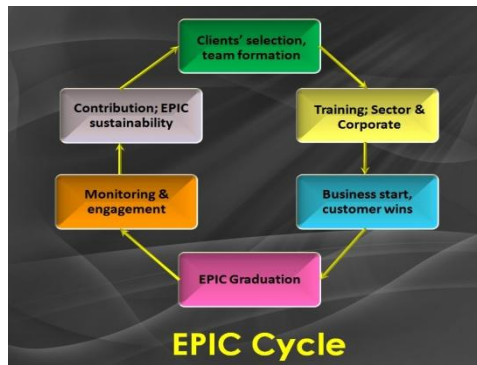 Clients' selection,
team formation
Contribution; EPIC
sustainability
Training; Sector &
Corporate
Monitoring &
engagement
Business start,
customer wins
EPIC Graduation
EPIC Cycle